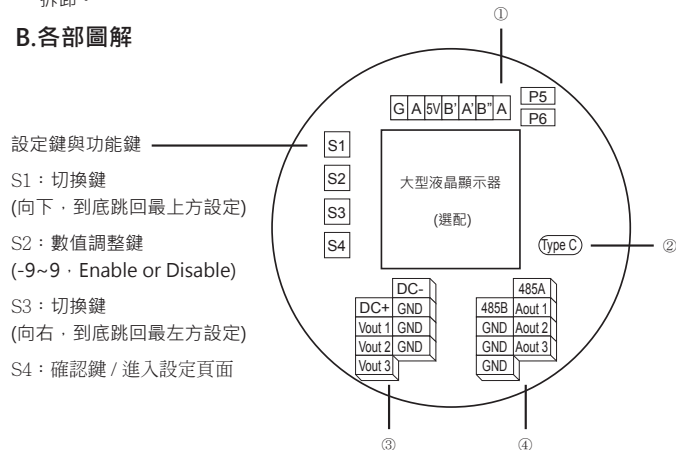 拆卸。
B.各部圖解
①
G A 5V B' A' B" A
P5
P6
設定鍵與功能鍵
S1:切換鍵
(向下,到底跳回最上方設定)
S2:數值調整鍵
(-9~9,Enable or Disable)
S3:切換鍵
(向右,到底跳回最左方設定)
S4:確認鍵 / 進入設定頁面
S1
S2
S3
S4
大型液晶顯示器
(選配)
Type C
②
DC-
DC+ GND
Vout 1 GND
Vout 2 GND
Vout 3
485A
485B Aout 1
GND Aout 2
GND Aout 3
GND
③
④